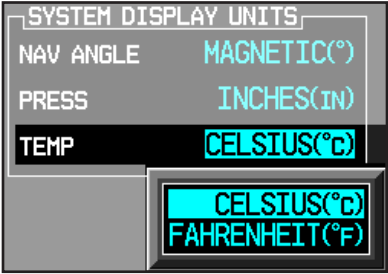 SYSTEM DISPLAY UNITS
NAV ANGLE MAGNETIC(°)
PRESS INCHES(IN)
TEMP CELSIUS(°C)
CELSIUS(°C)
FAHRENHEIT(°F)